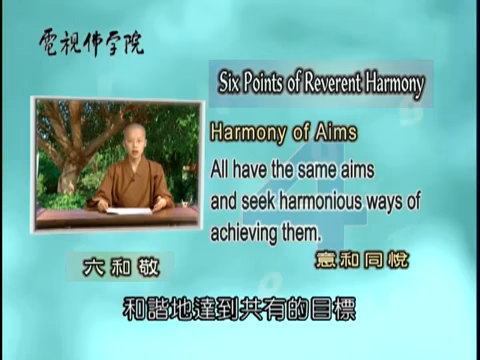 電視佛学院
Six Points of Reverent Harmony
Harmony of Aims
All have the same aims
and seek harmonious ways of
achieving them.
4
意和同悅
六和敬
和諧地達到共有的目標